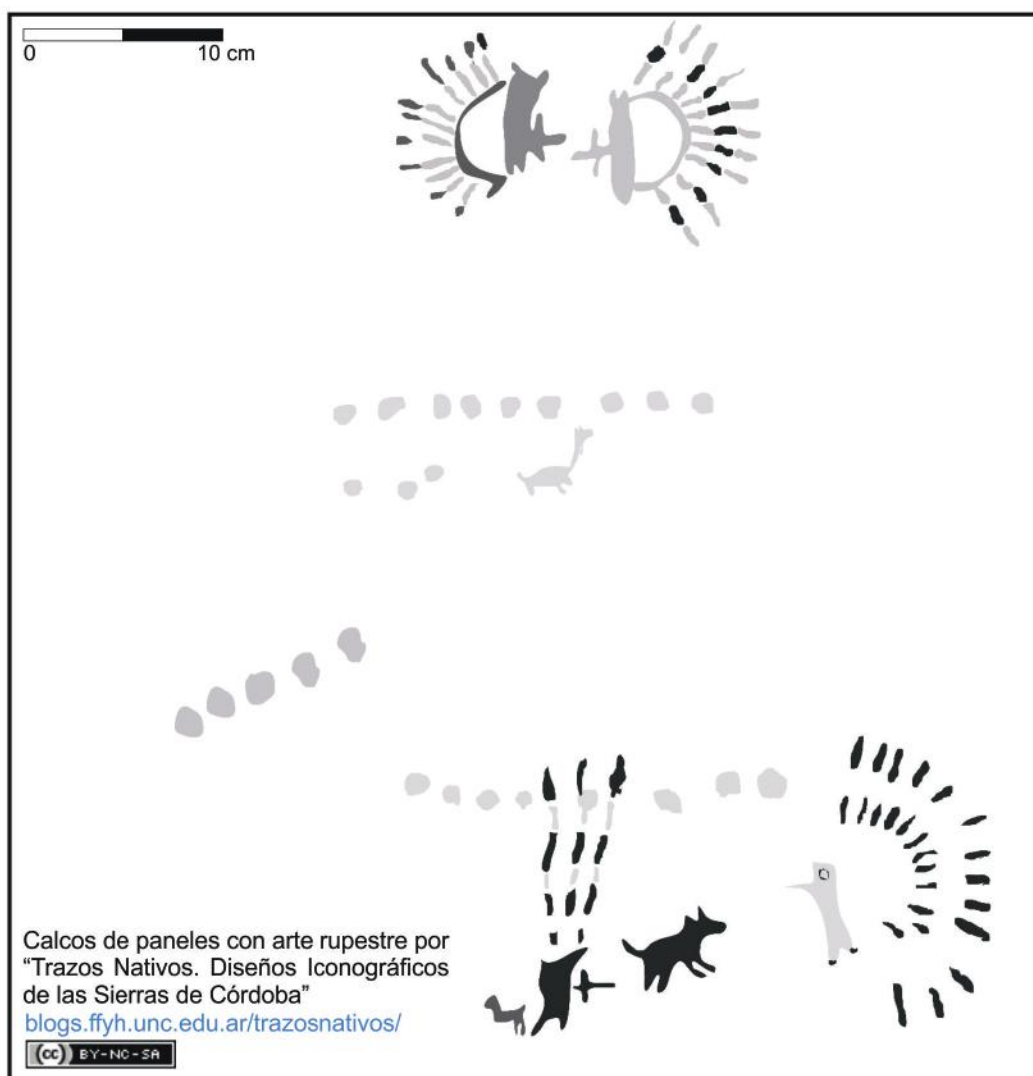 0 10 cm
Calcos de paneles con arte rupestre por
“Trazos Nativos. Diseños Iconográficos
de las Sierras de Córdoba”
blogs.ffyh.unc.edu.ar/trazosnativos/
(cc) BY-NC-SA